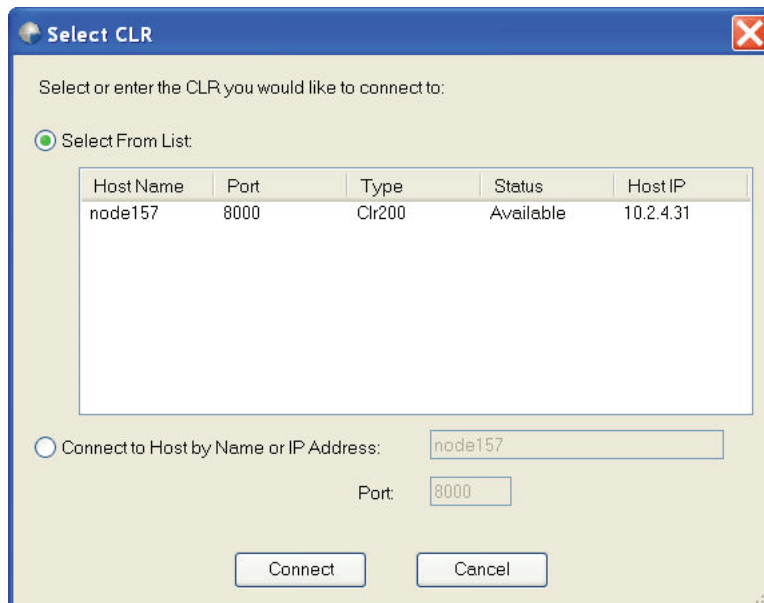 Select CLR
Select or enter the CLR you would like to connect to:
Select From List:
Host Name Port Type Status Host IP
node157 8000 Clr200 Available 10.2.4.31
Connect to Host by Name or IP Address: node157
Port: 8000
Connect Cancel